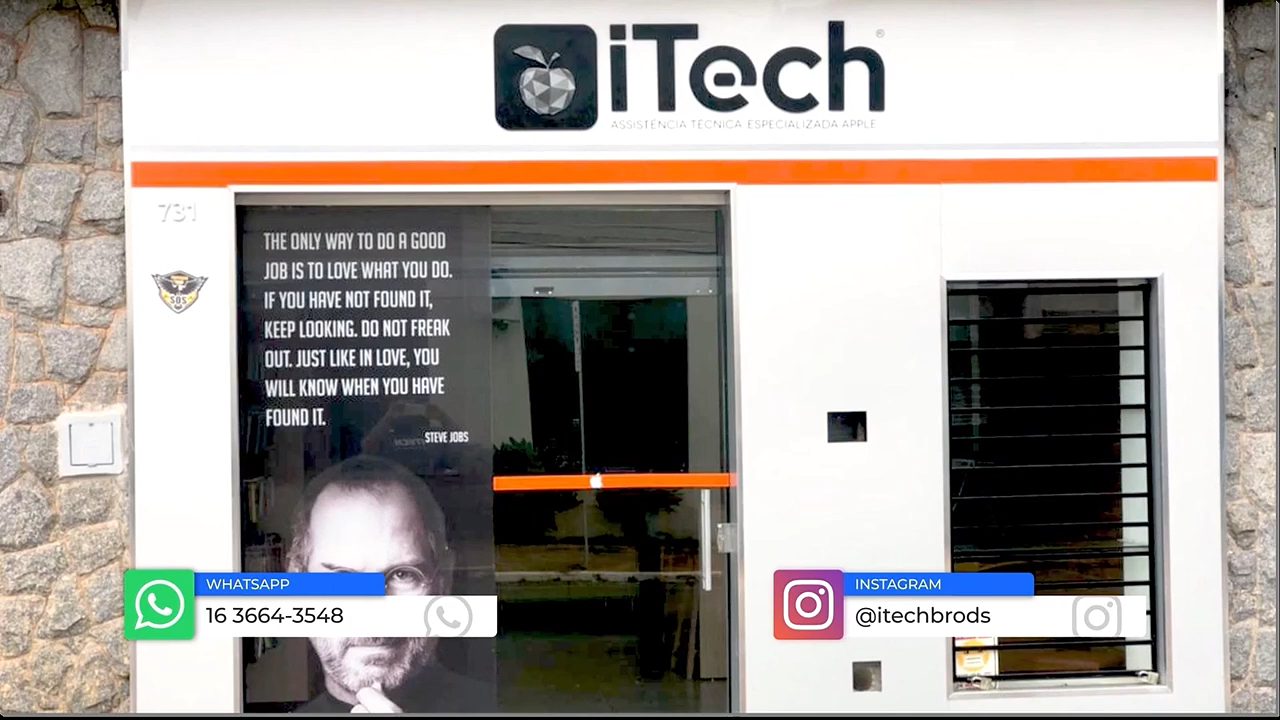 iTech
®
ASSISTÊNCIA TÉCNICA ESPECIALIZADA APPLE
731
SOS
THE ONLY WAY TO DO A GOOD
JOB IS TO LOVE WHAT YOU DO.
IF YOU HAVE NOT FOUND IT,
KEEP LOOKING. DO NOT FREAK
OUT. JUST LIKE IN LOVE, YOU
WILL KNOW WHEN YOU HAVE
FOUND IT.
STEVE JOBS
WHATSAPP
16 3664-3548
INSTAGRAM
@itechbrods